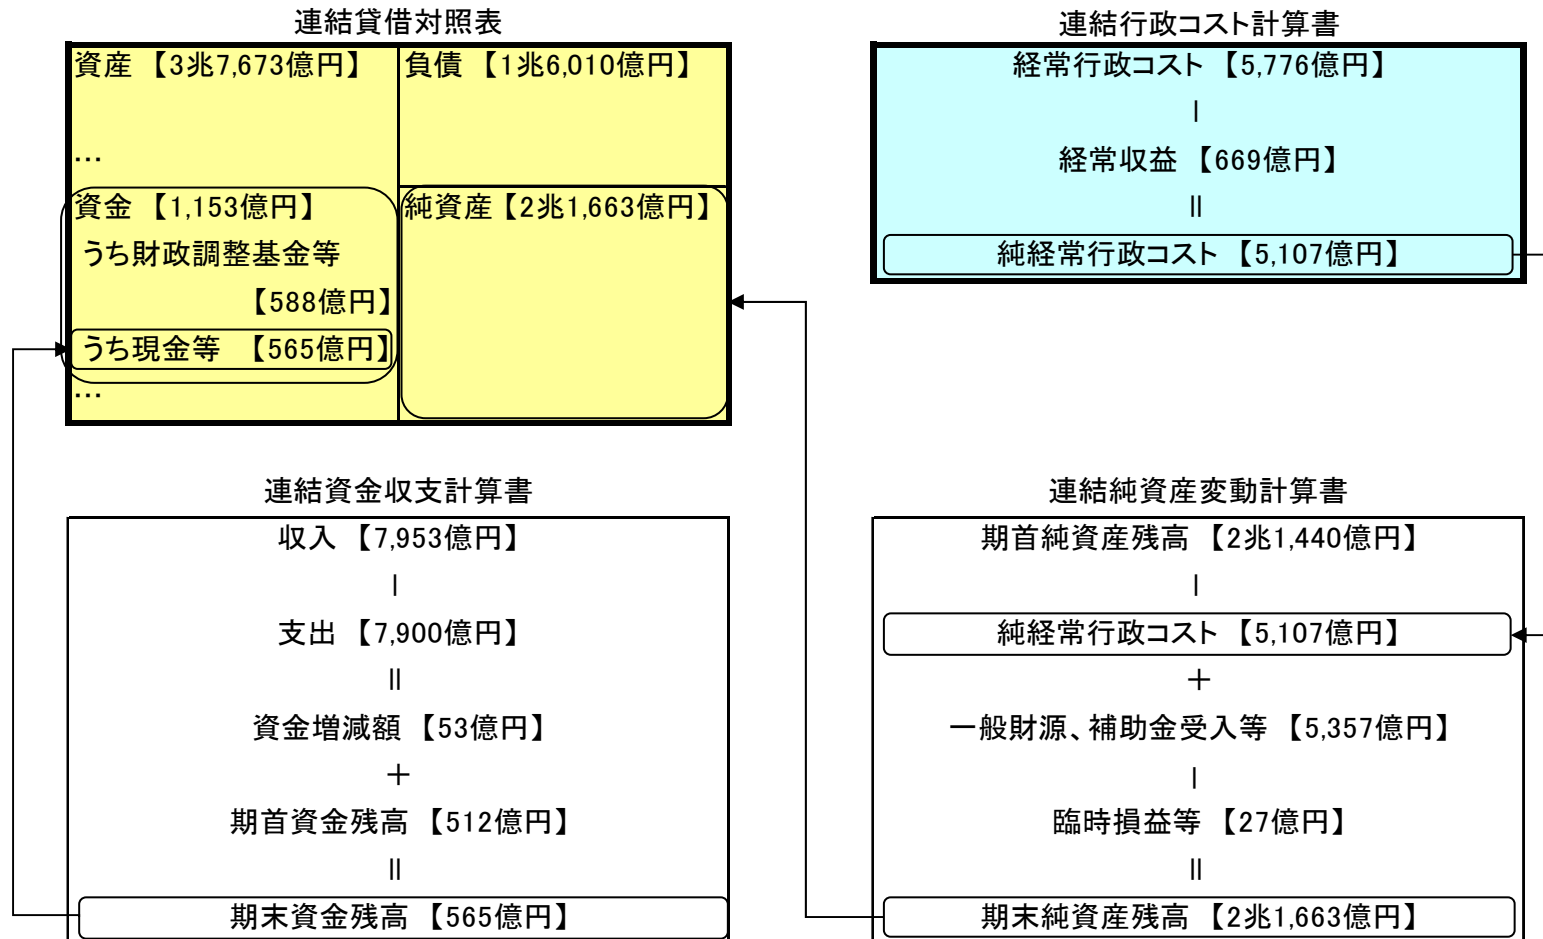 連結貸借対照表
資産 【3兆7,673億円】
負債 【1兆6,010億円】
…
資金 【1,153億円】
純資産【2兆1,663億円】
うち財政調整基金等
【588億円】
うち現金等 【565億円】
…
連結行政コスト計算書
経常行政コスト 【5,776億円】
－
経常収益 【669億円】
＝
純経常行政コスト 【5,107億円】
連結資金収支計算書
収入 【7,953億円】
－
支出 【7,900億円】
＝
資金増減額 【53億円】
＋
期首資金残高 【512億円】
＝
期末資金残高 【565億円】
連結純資産変動計算書
期首純資産残高 【2兆1,440億円】
－
純経常行政コスト 【5,107億円】
＋
一般財源、補助金受入等 【5,357億円】
－
臨時損益等 【27億円】
＝
期末純資産残高 【2兆1,663億円】